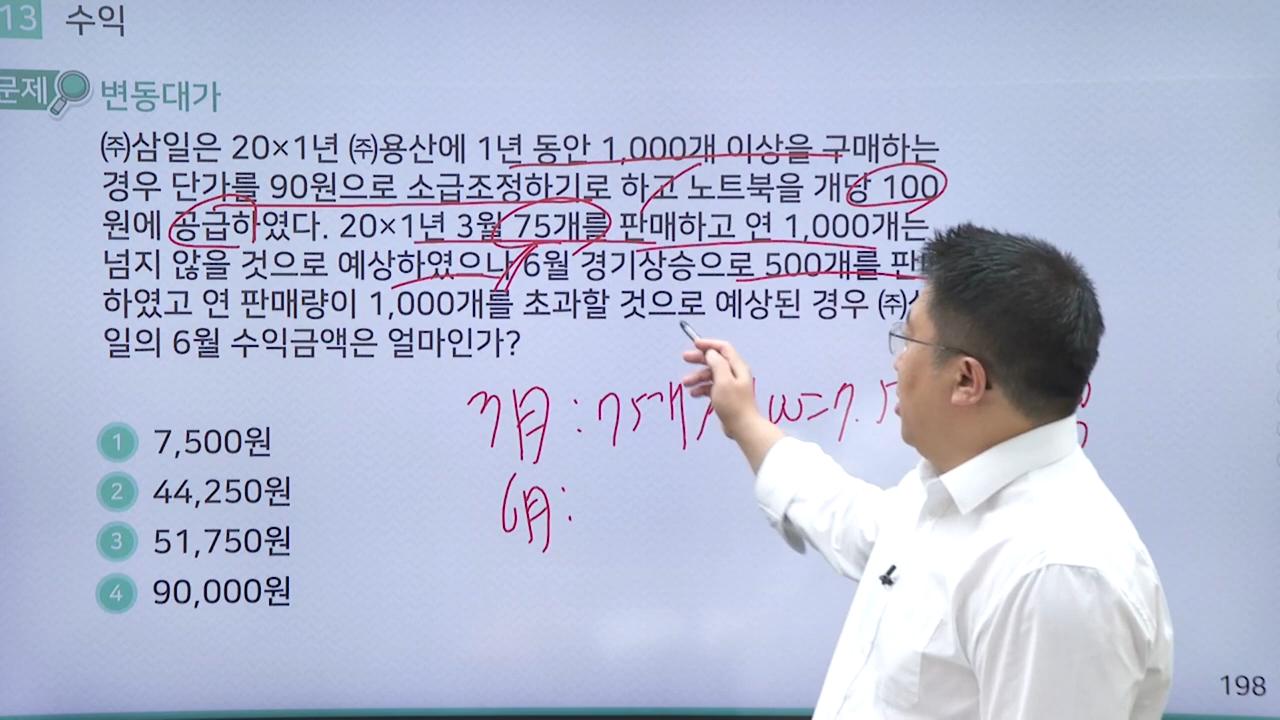 13 수익
문제 변동대가
㈜삼일은 20×1년 ㈜용산에 1년 동안 1,000개 이상을 구매하는
경우 단가를 90원으로 소급조정하기로 하고 노트북을 개당 100
원에 공급하였다. 20×1년 3월 75개를 판매하고 연 1,000개는
넘지 않을 것으로 예상하였으나 6월 경기상승으로 500개를
하였고 연 판매량이 1,000개를 초과할 것으로 예상된 경우
일의 6월 수익금액은 얼마인가?
3月 : 75개
6月 :
1 7,500원
2 44,250원
3 51,750원
4 90,000원
198